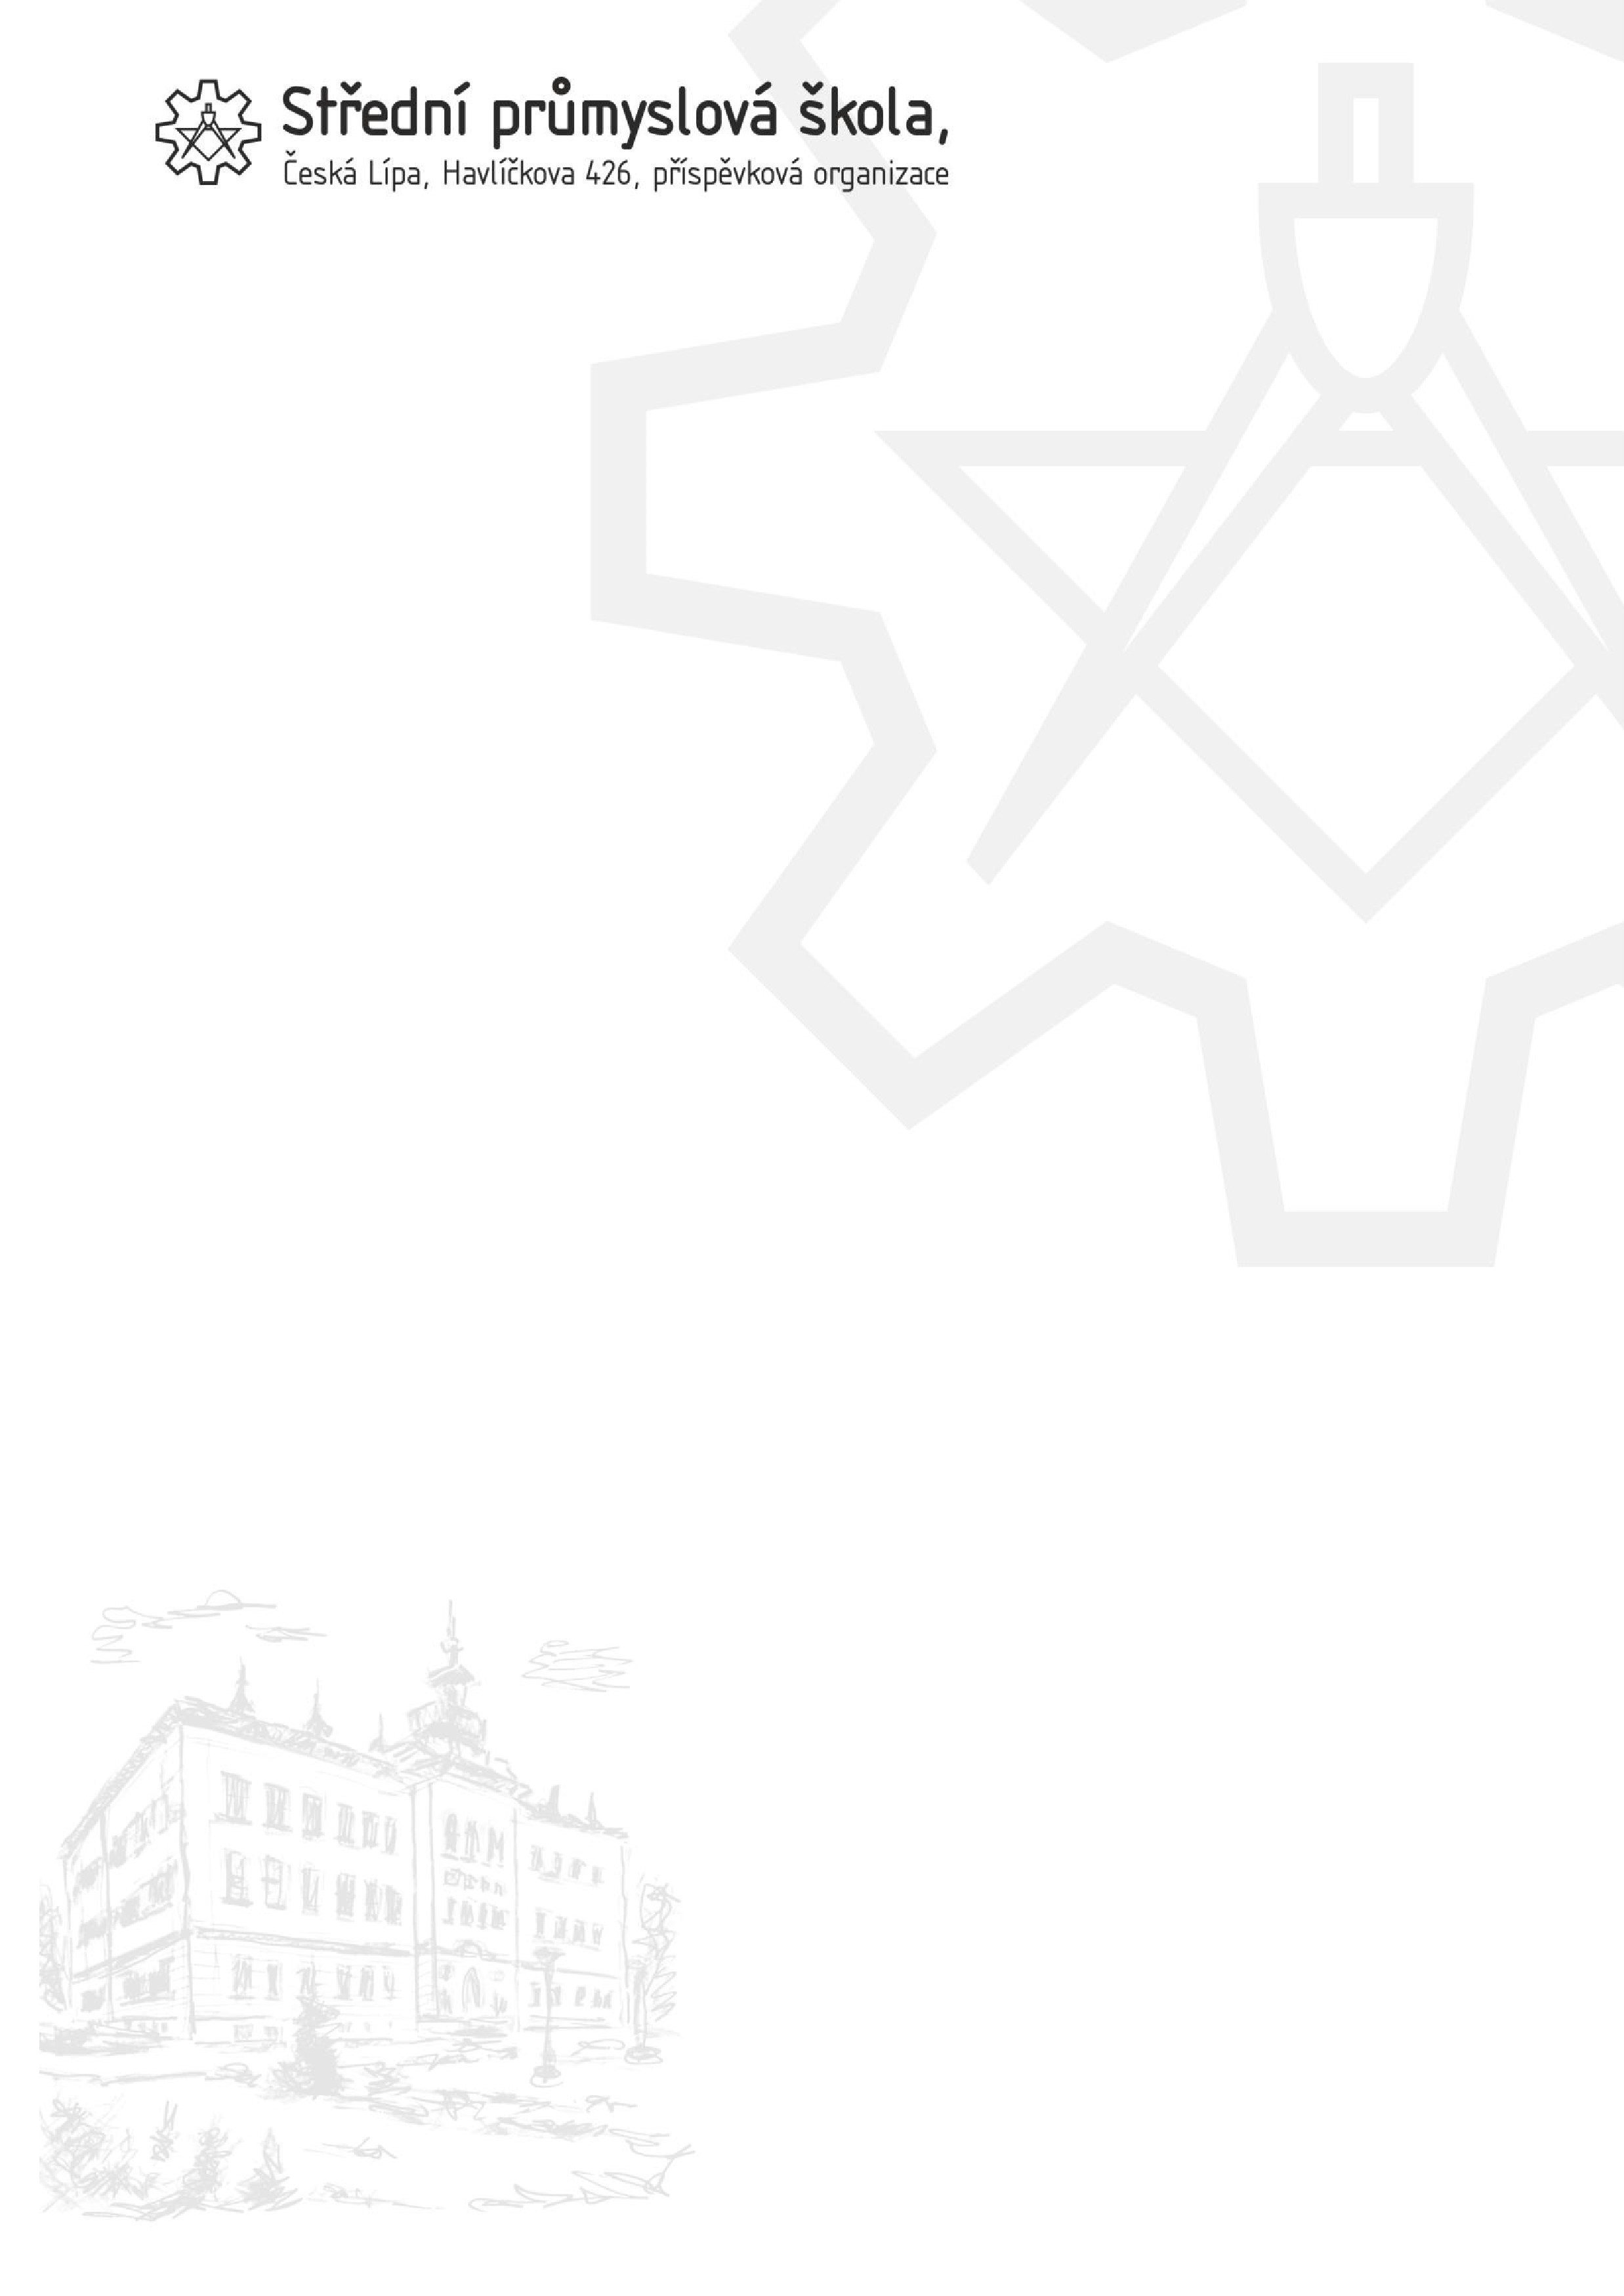 Střední průmyslová škola,
Česká Lípa, Havlíčkova 426, příspěvková organizace